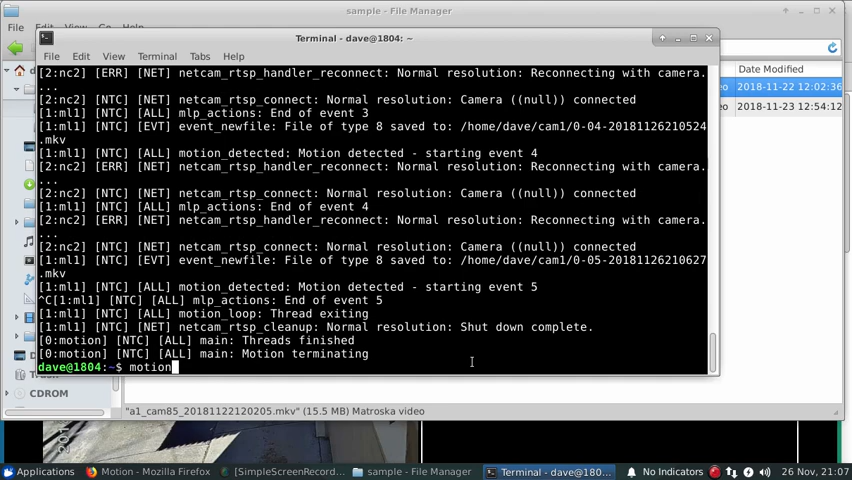 sample - File Manager
File Edit View Go Help
Terminal - dave@1804: ~
File Edit View Terminal Tabs Help
Date Modified
2018-11-22 12:02:36
2018-11-23 12:54:12
[2:nc2] [ERR] [NET] netcam_rtsp_handler_reconnect: Normal resolution: Reconnecting with camera.
...
[2:nc2] [NTC] [NET] netcam_rtsp_connect: Normal resolution: Camera ((null)) connected
[1:ml1] [NTC] [ALL] mlp_actions: End of event 3
[1:ml1] [NTC] [EVT] event_newfile: File of type 8 saved to: /home/dave/cam1/0-04-20181126210524
.mkv
[1:ml1] [NTC] [ALL] motion_detected: Motion detected - starting event 4
[2:nc2] [ERR] [NET] netcam_rtsp_handler_reconnect: Normal resolution: Reconnecting with camera.
...
[2:nc2] [NTC] [NET] netcam_rtsp_connect: Normal resolution: Camera ((null)) connected
[1:ml1] [NTC] [ALL] mlp_actions: End of event 4
[2:nc2] [ERR] [NET] netcam_rtsp_handler_reconnect: Normal resolution: Reconnecting with camera.
...
[2:nc2] [NTC] [NET] netcam_rtsp_connect: Normal resolution: Camera ((null)) connected
[1:ml1] [NTC] [EVT] event_newfile: File of type 8 saved to: /home/dave/cam1/0-05-20181126210627
.mkv
[1:ml1] [NTC] [ALL] motion_detected: Motion detected - starting event 5
^C[1:ml1] [NTC] [ALL] mlp_actions: End of event 5
[1:ml1] [NTC] [ALL] motion_loop: Thread exiting
[1:ml1] [NTC] [NET] netcam_rtsp_cleanup: Normal resolution: Shut down complete.
[0:motion] [NTC] [ALL] main: Threads finished
[0:motion] [NTC] [ALL] main: Motion terminating
dave@1804:~$ motion
CDROM
"a1_cam85_20181122120205.mkv" (15.5 MB) Matroska video
Applications
Motion - Mozilla Firefox
[SimpleScreenRecord...
sample - File Manager
Terminal - dave@180...
No Indicators
26 Nov, 21:07